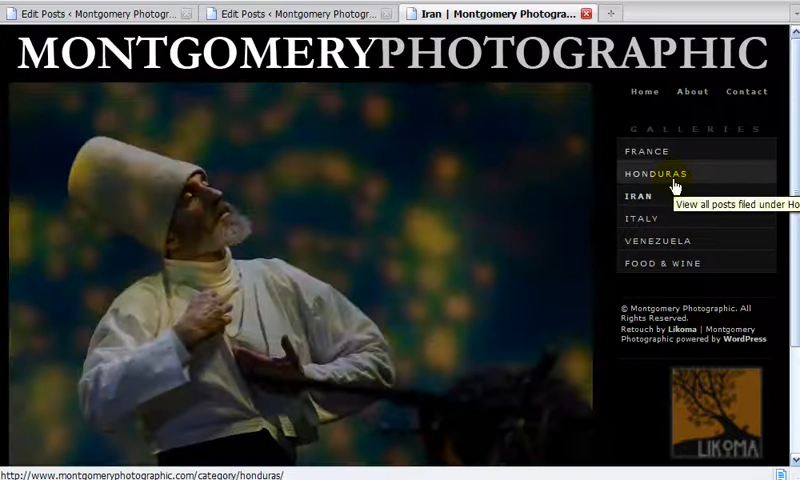 Edit Posts ‹ Montgomery Photogr...
Edit Posts ‹ Montgomery Photogr...
Iran | Montgomery Photogra...
MONTGOMERYPHOTOGRAPHIC
Home About Contact
GALLERIES
FRANCE
HONDURAS
IRAN
View all posts filed under Ho
ITALY
VENEZUELA
FOOD & WINE
© Montgomery Photographic. All
Rights Reserved.
Retouch by Likoma | Montgomery
Photographic powered by WordPress
LIKOMA
http://www.montgomeryphotographic.com/category/honduras/